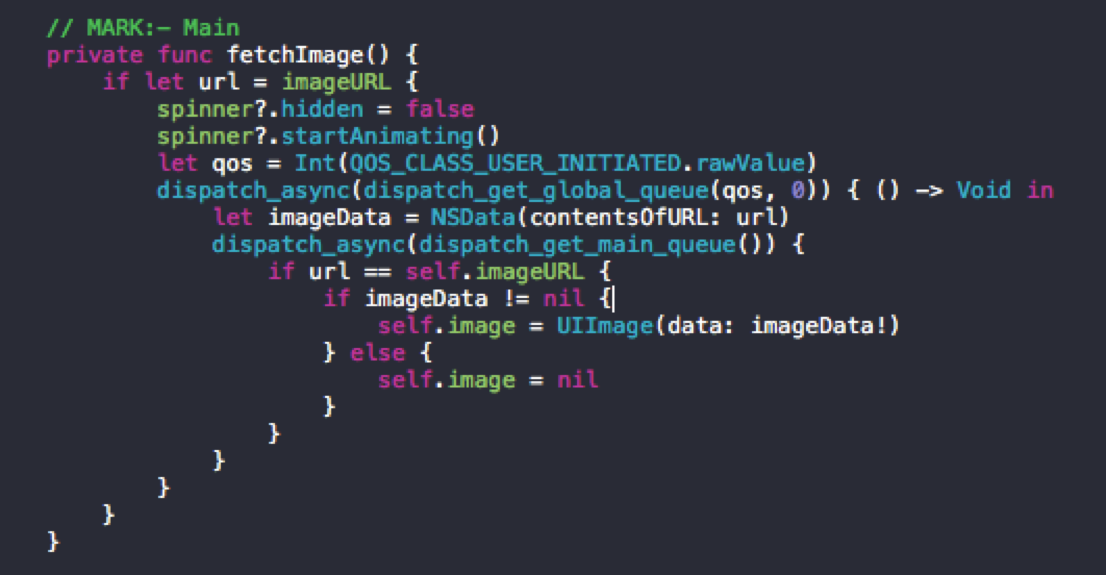 // MARK:- Main
private func fetchImage() {
if let url = imageURL {
spinner?.hidden = false
spinner?.startAnimating()
let qos = Int(QOS_CLASS_USER_INITIATED.rawValue)
dispatch_async(dispatch_get_global_queue(qos, 0)) { () -> Void in
let imageData = NSData(contentsOfURL: url)
dispatch_async(dispatch_get_main_queue()) {
if url == self.imageURL {
if imageData != nil {
self.image = UIImage(data: imageData!)
} else {
self.image = nil
}
}
}
}
}
}